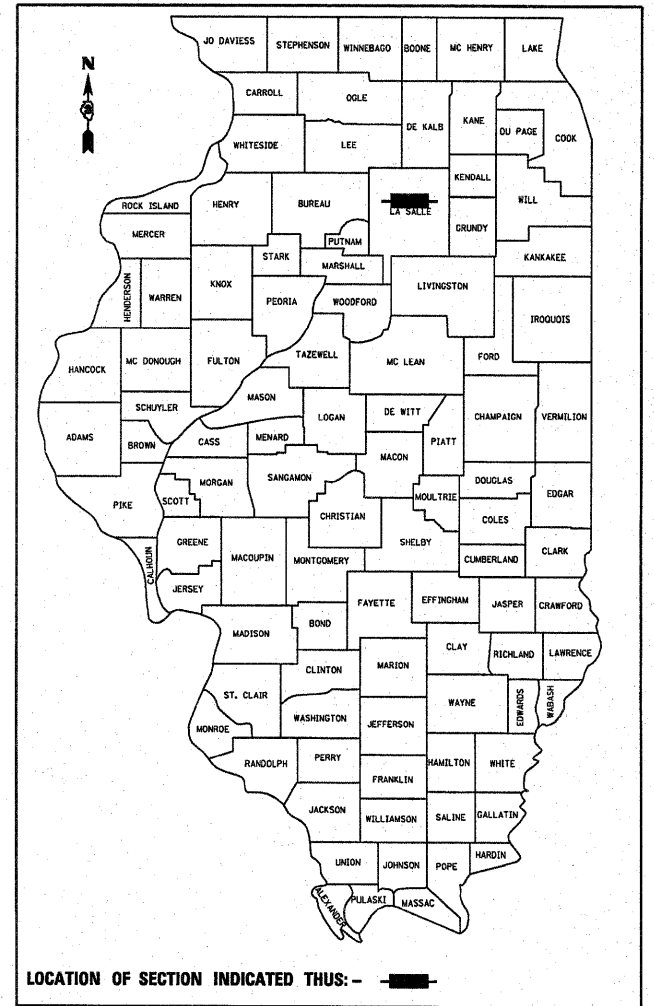 JO DAVIESS STEPHENSON WINNEBAGO BOONE MC HENRY LAKE
N
CARROLL OGLE DE KALB KANE DU PAGE COOK
WHITESIDE LEE
KENDALL WILL
ROCK ISLAND HENRY BUREAU LA SALLE GRUNDY
MERCER PUTNAM
STARK MARSHALL KANKAKEE
HENDERSON WARREN KNOX PEORIA WOODFORD LIVINGSTON
IROQUOIS
HANCOCK MC DONOUGH FULTON TAZEWELL MC LEAN FORD
MASON
SCHUYLER LOGAN DE WITT CHAMPAIGN VERMILION
ADAMS BROWN CASS MENARD PIATT
MACON
MORGAN SANGAMON DOUGLAS
PIKE SCOTT MOULTRIE EDGAR
CHRISTIAN COLES
GREENE MACOUPIN SHELBY
CALHOUN MONTGOMERY CUMBERLAND CLARK
JERSEY
FAYETTE EFFINGHAM JASPER CRAWFORD
MADISON BOND
CLAY RICHLAND LAWRENCE
CLINTON MARION
ST. CLAIR WAYNE EDWARDS WABASH
WASHINGTON JEFFERSON
MONROE
RANDOLPH PERRY HAMILTON WHITE
FRANKLIN
JACKSON WILLIAMSON SALINE GALLATIN
UNION JOHNSON POPE HARDIN
ALEXANDER PULASKI MASSAC
LOCATION OF SECTION INDICATED THUS: -